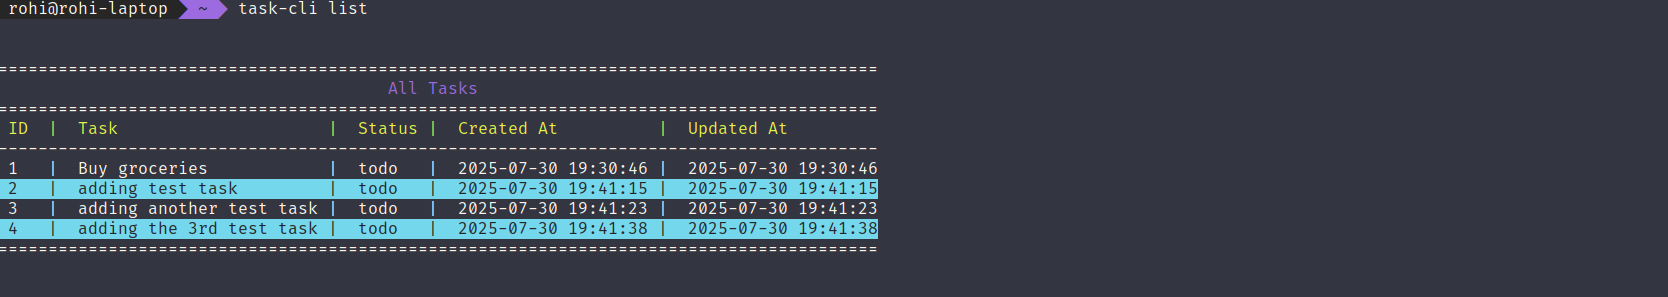 rohi@rohi-laptop ~ task-cli list
========================================================================================
All Tasks
========================================================================================
ID | Task | Status | Created At | Updated At
----------------------------------------------------------------------------------------
1 | Buy groceries | todo | 2025-07-30 19:30:46 | 2025-07-30 19:30:46
2 | adding test task | todo | 2025-07-30 19:41:15 | 2025-07-30 19:41:15
3 | adding another test task | todo | 2025-07-30 19:41:23 | 2025-07-30 19:41:23
4 | adding the 3rd test task | todo | 2025-07-30 19:41:38 | 2025-07-30 19:41:38
========================================================================================